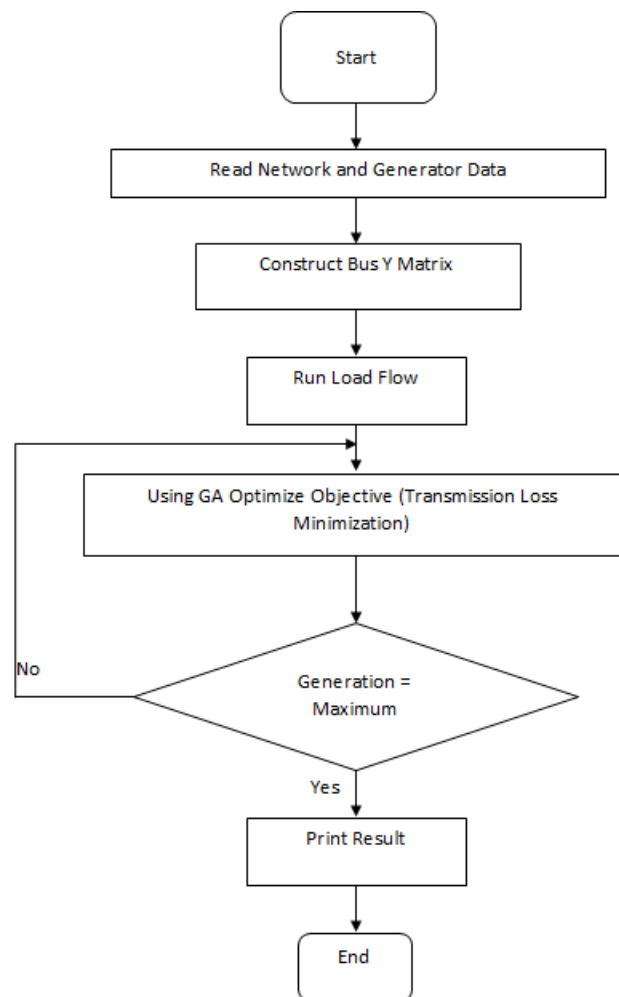 Start
Read Network and Generator Data
Construct Bus Y Matrix
Run Load Flow
Using GA Optimize Objective (Transmission Loss
Minimization)
No
Generation =
Maximum
Yes
Print Result
End